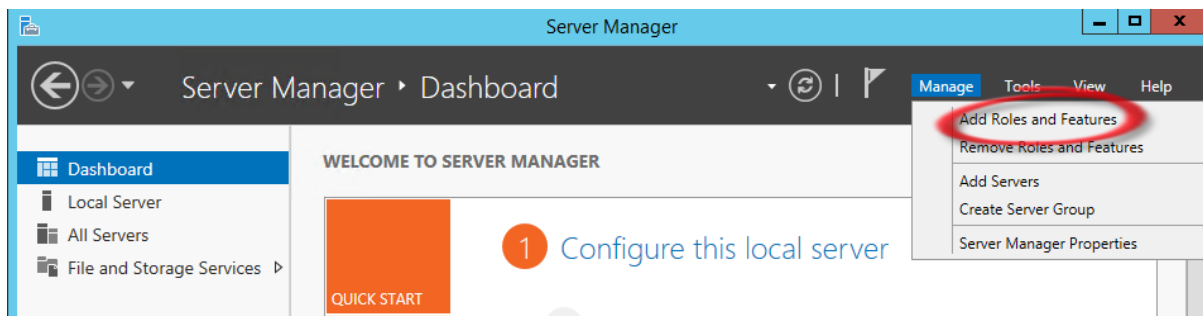 Server Manager
Server Manager • Dashboard
Manage Tools View Help
Add Roles and Features
Remove Roles and Features
Add Servers
Create Server Group
Server Manager Properties
Dashboard
Local Server
All Servers
File and Storage Services
WELCOME TO SERVER MANAGER
1 Configure this local server
QUICK START